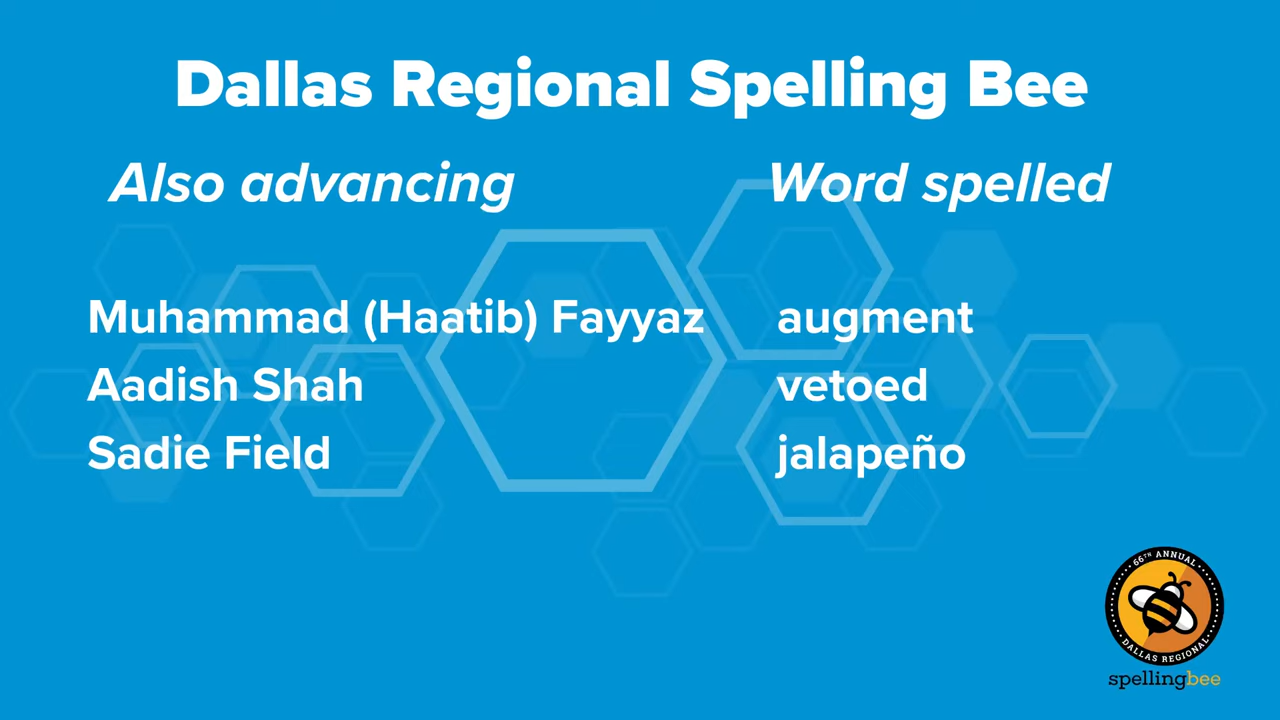 Dallas Regional Spelling Bee
Also advancing Word spelled
Muhammad (Haatib) Fayyaz augment
Aadish Shah vetoed
Sadie Field jalapeño
66TH ANNUAL
DALLAS REGIONAL
spellingbee